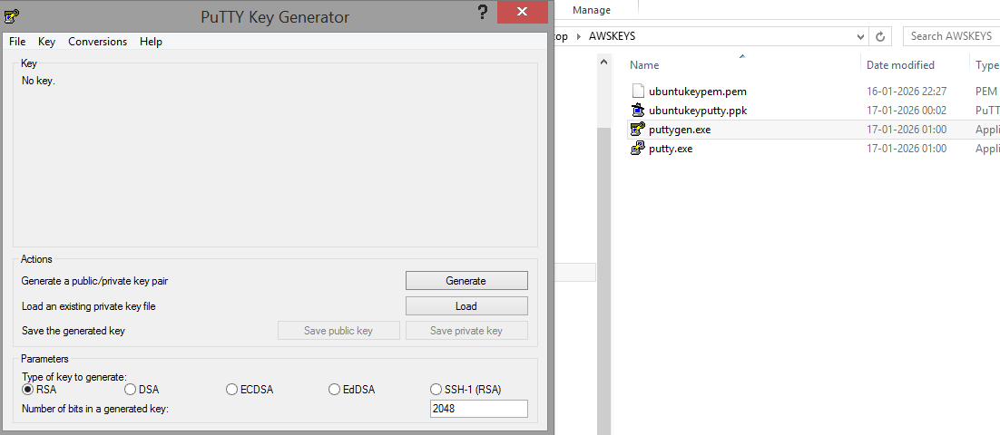 PuTTY Key Generator
?
File Key Conversions Help
Key
No key.
Actions
Generate a public/private key pair
Generate
Load an existing private key file
Load
Save the generated key
Save public key
Save private key
Parameters
Type of key to generate:
RSA DSA ECDSA EdDSA SSH-1 (RSA)
Number of bits in a generated key:
2048
Manage
top AWSKEYS
Search AWSKEYS
Name Date modified Type
ubuntukeypem.pem 16-01-2026 22:27 PEM
ubuntukeyputty.ppk 17-01-2026 00:02 PuTT
puttygen.exe 17-01-2026 01:00 Appli
putty.exe 17-01-2026 01:00 Appli